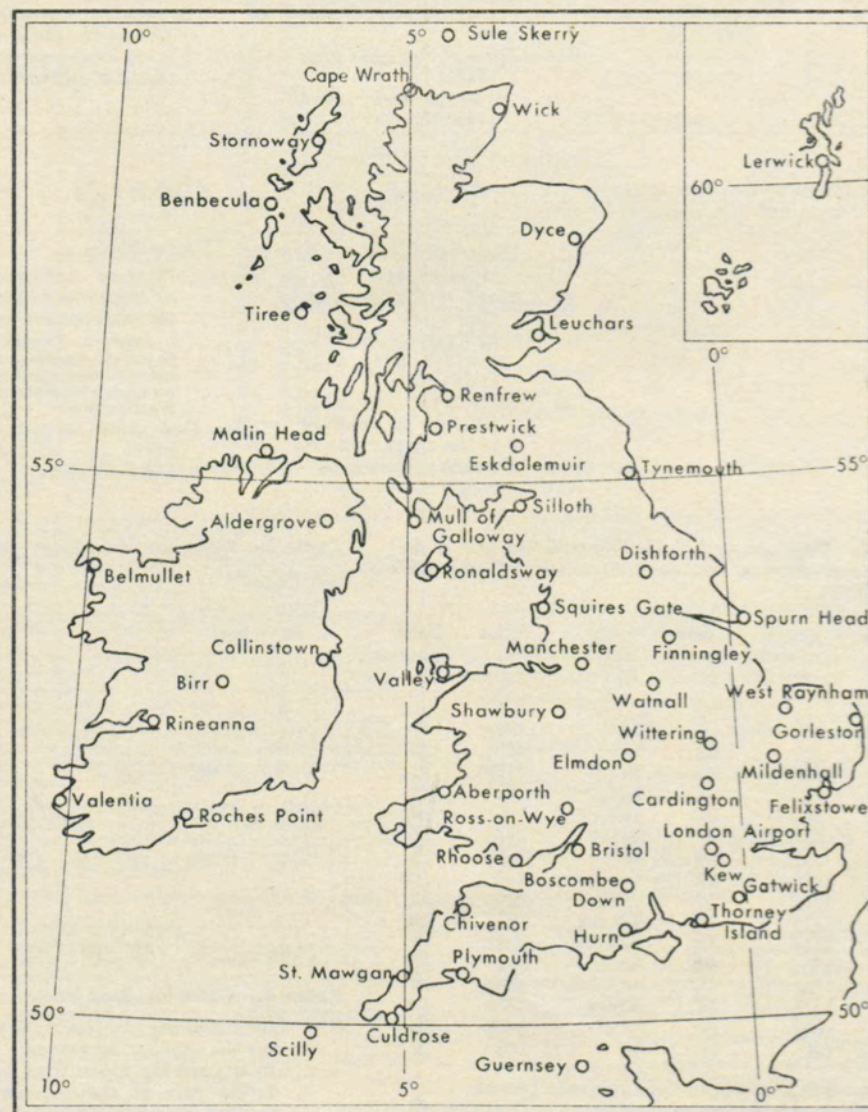 10°
5°
Sule Skerry
Cape Wrath
Wick
Stornoway
Lerwick
60°
Benbecula
Dyce
Tiree
Leuchars
0°
Renfrew
Malin Head
Prestwick
Eskdalemuir
55°
Tynemouth
55°
Silloth
Aldergrove
Mull of
Galloway
Dishforth
Belmullet
Ronaldsway
Squires Gate
Spurn Head
Collinstown
Manchester
Finningley
Birr
Valley
Watnall
West Raynham
Rineanna
Shawbury
Wittering
Gorleston
Elmdon
Mildenhall
Valentia
Aberporth
Cardington
Felixstowe
Roches Point
Ross-on-Wye
London Airport
Rhoose
Bristol
Kew
Boscombe
Down
Gatwick
Chivenor
Hurn
Thorney
Island
St. Mawgan
Plymouth
50°
50°
Scilly
Culdrose
Guernsey
10°
5°
0°